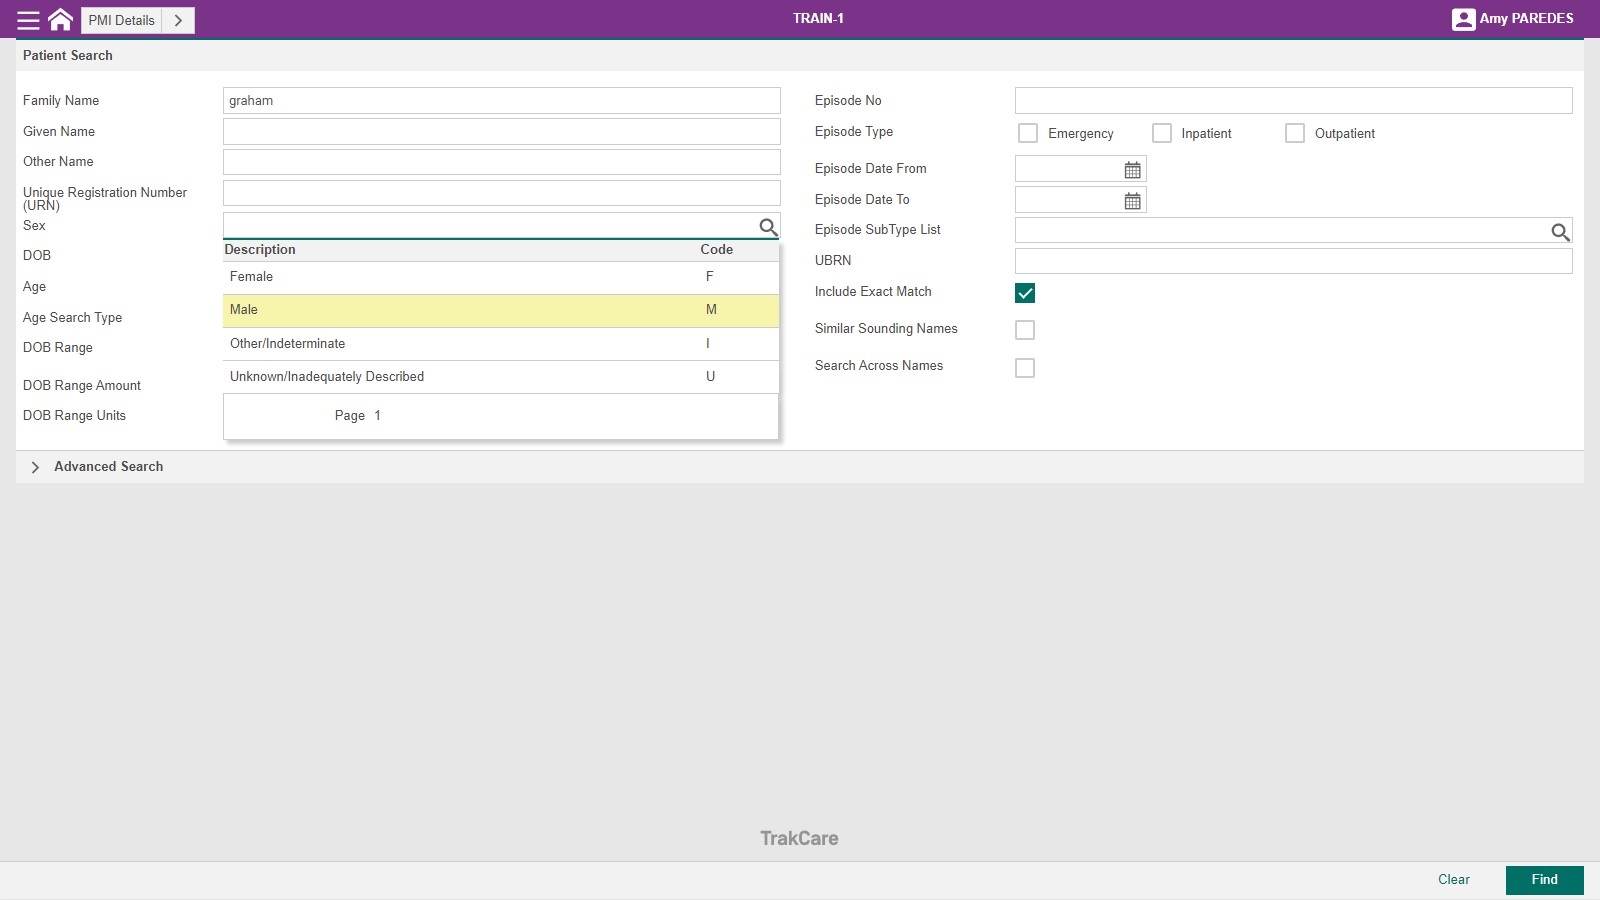 PMI Details
TRAIN-1
Amy PAREDES
Patient Search
Family Name
graham
Given Name
Other Name
Unique Registration Number
(URN)
Sex
Description Code
Female F
Male M
Other/Indeterminate I
Unknown/Inadequately Described U
Page 1
DOB
Age
Age Search Type
DOB Range
DOB Range Amount
DOB Range Units
Episode No
Episode Type
Emergency Inpatient Outpatient
Episode Date From
Episode Date To
Episode SubType List
UBRN
Include Exact Match
Similar Sounding Names
Search Across Names
Advanced Search
TrakCare
Clear Find